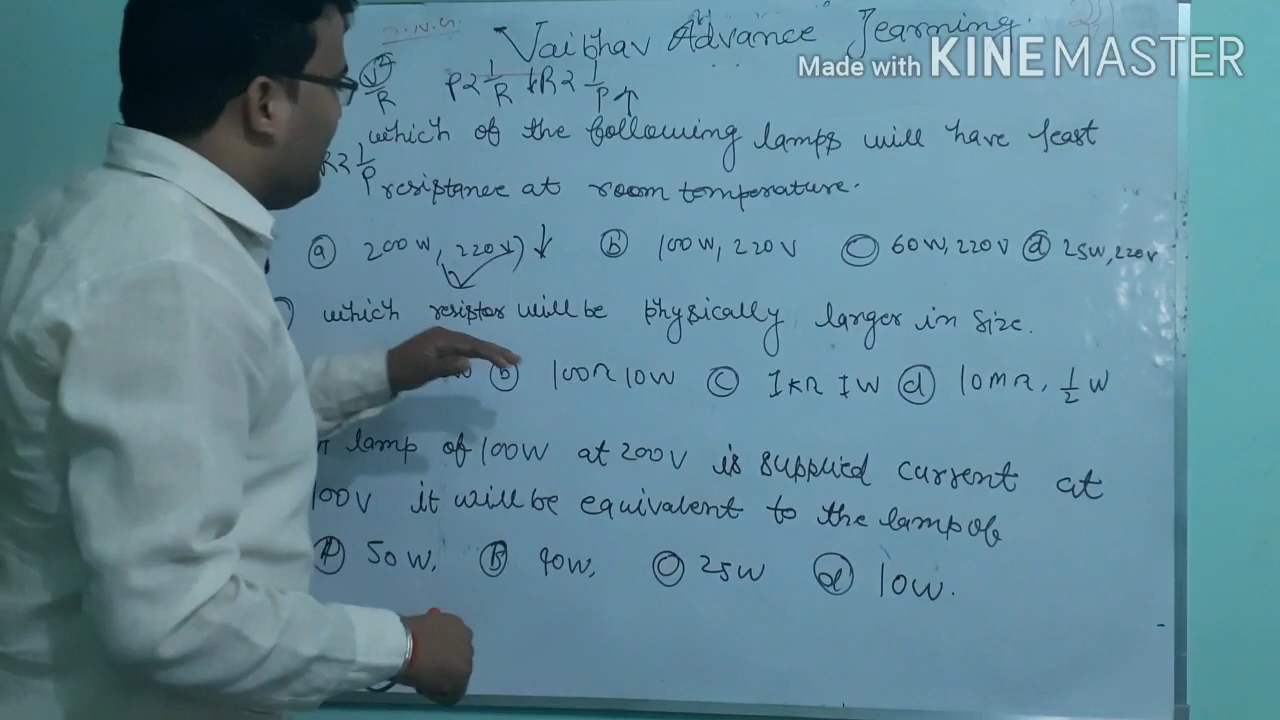 Vaibhav Advance Learning
Made with KINEMASTER
R P∝1/R ↓R∝1/P↑
which of the following lamps will have least
R∝1/P
resistance at room temperature.
(a) 200W, 220V) ↓ (b) 100W, 220V (c) 60W, 220V (d) 25W, 220V
which resistor will be physically larger in size.
(b) 100Ω 10W (c) 1KΩ 1W (d) 10MΩ, 1/2 W
lamp of 100W at 200V is supplied current at
100V it will be equivalent to the lamp of
(A) 50W, (B) 90W, (C) 25W (d) 10W.